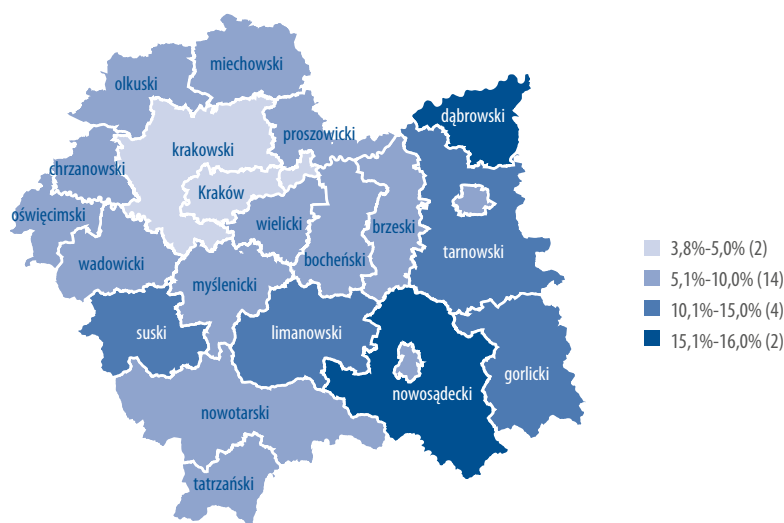 miechowski
olkuski
dąbrowski
proszowicki
krakowski
chrzanowski
Kraków
oświęcimski
wielicki
brzeski
tarnowski
bocheński
wadowicki
myślenicki
suski
limanowski
gorlicki
nowosądecki
nowotarski
tatrzański
3,8%-5,0% (2)
5,1%-10,0% (14)
10,1%-15,0% (4)
15,1%-16,0% (2)